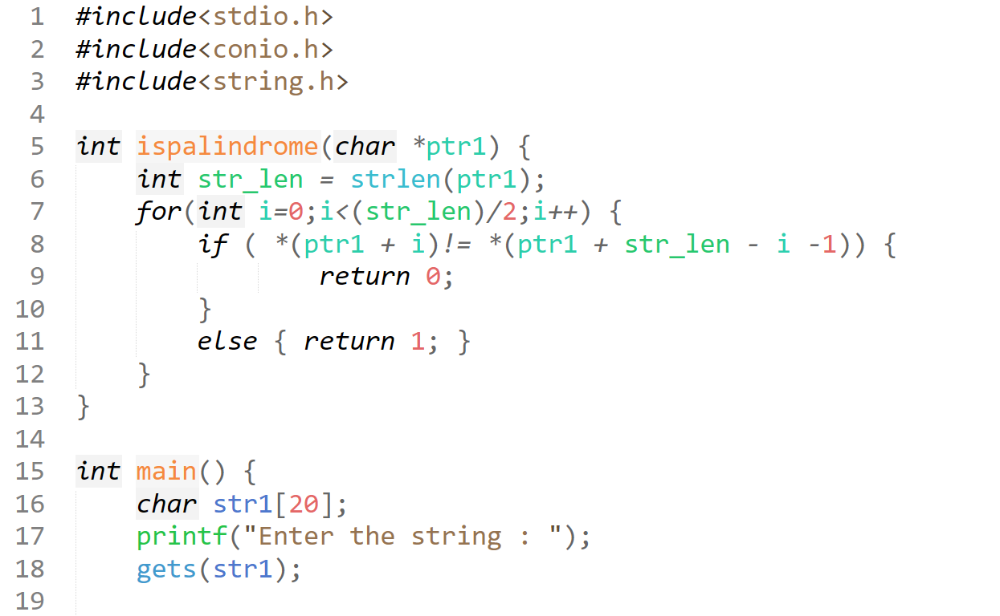 1 #include<stdio.h>
2 #include<conio.h>
3 #include<string.h>
4
5 int ispalindrome(char *ptr1) {
6     int str_len = strlen(ptr1);
7     for(int i=0;i<(str_len)/2;i++) {
8         if ( *(ptr1 + i)!= *(ptr1 + str_len - i -1)) {
9                 return 0;
10         }
11         else { return 1; }
12     }
13 }
14
15 int main() {
16     char str1[20];
17     printf("Enter the string : ");
18     gets(str1);
19